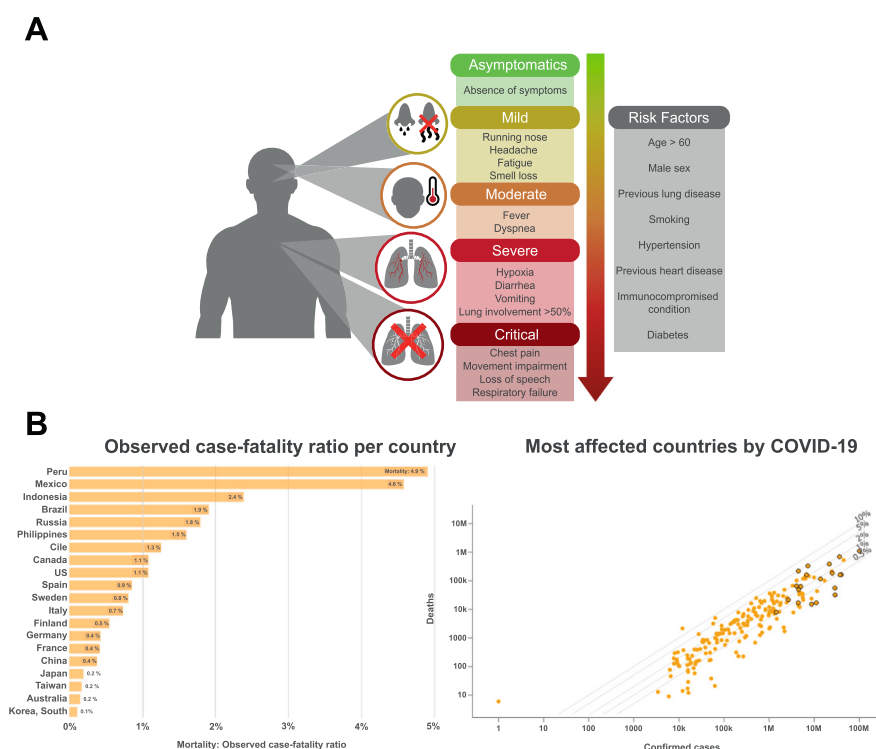 A
Asymptomatics
Absence of symptoms
Mild
Running nose
Headache
Fatigue
Smell loss
Moderate
Fever
Dyspnea
Severe
Hypoxia
Diarrhea
Vomiting
Lung involvement >50%
Critical
Chest pain
Movement impairment
Loss of speech
Respiratory failure
Risk Factors
Age > 60
Male sex
Previous lung disease
Smoking
Hypertension
Previous heart disease
Immunocompromised
condition
Diabetes
B
Observed case-fatality ratio per country
Peru Mortality: 4.9 %
Mexico 4.6 %
Indonesia 2.4 %
Brazil 1.9 %
Russia 1.8 %
Philippines 1.5 %
Cile 1.3 %
Canada 1.1 %
US 1.1 %
Spain 0.9 %
Sweden 0.8 %
Italy 0.7 %
Finland 0.5 %
Germany 0.4 %
France 0.4 %
China 0.4 %
Japan 0.2 %
Taiwan 0.2 %
Australia 0.2 %
Korea, South 0.1%
0% 1% 2% 3% 4% 5%
Mortality: Observed case-fatality ratio
Most affected countries by COVID-19
10%
5%
2%
1%
0.5%
Deaths
10M
1M
100k
10k
1000
100
10
1 10 100 1000 10k 100k 1M 10M 100M
Confirmed cases